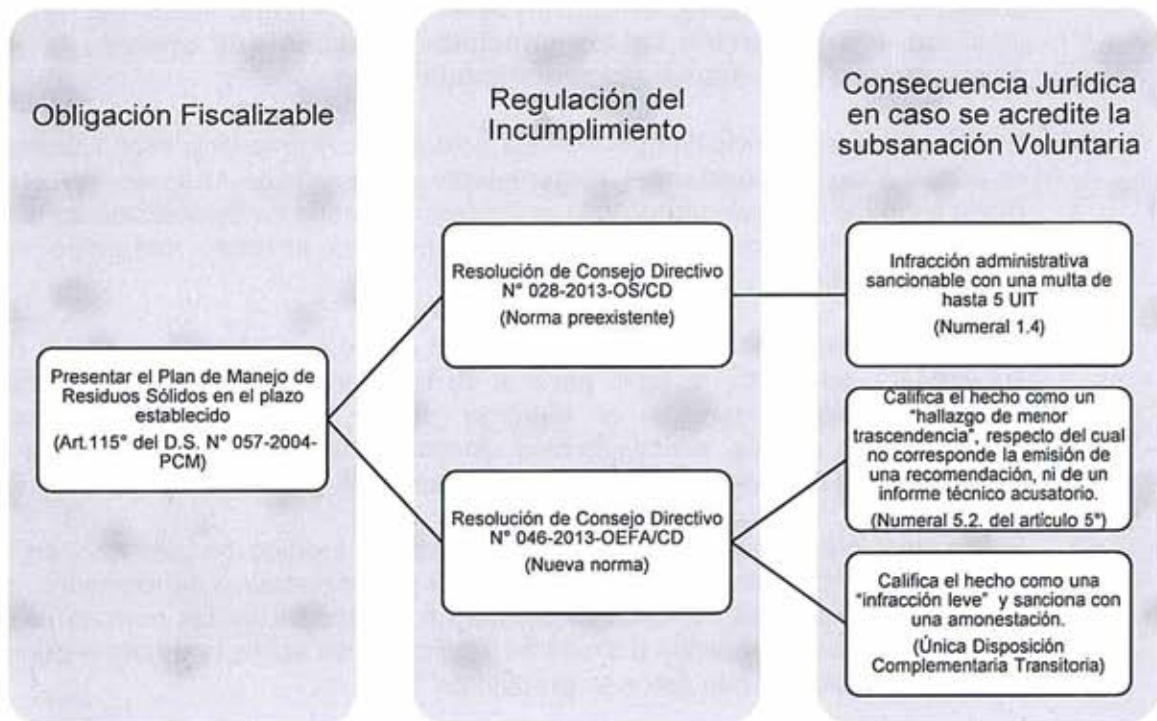 Obligación Fiscalizable
Presentar el Plan de Manejo de
Residuos Sólidos en el plazo
establecido
(Art.115° del D.S. N° 057-2004-
PCM)
Regulación del
Incumplimiento
Resolución de Consejo Directivo
N° 028-2013-OS/CD
(Norma preexistente)
Resolución de Consejo Directivo
N° 046-2013-OEFA/CD
(Nueva norma)
Consecuencia Jurídica
en caso se acredite la
subsanación Voluntaria
Infracción administrativa
sancionable con una multa de
hasta 5 UIT
(Numeral 1.4)
Califica el hecho como un
“hallazgo de menor
trascendencia”, respecto del cual
no corresponde la emisión de
una recomendación, ni de un
informe técnico acusatorio.
(Numeral 5.2. del artículo 5°)
Califica el hecho como una
“infracción leve” y sanciona con
una amonestación.
(Única Disposición
Complementaria Transitoria)